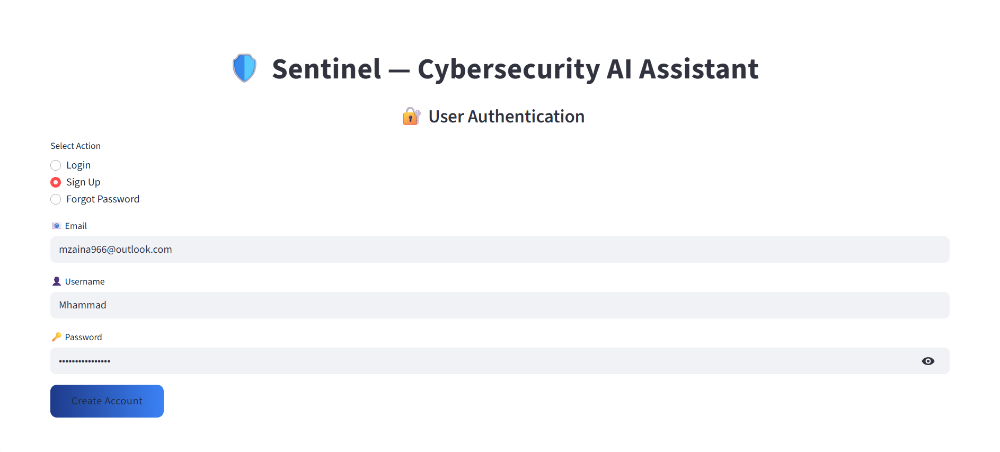 Sentinel — Cybersecurity AI Assistant
User Authentication
Select Action
Login
Sign Up
Forgot Password
Email
mzaina966@outlook.com
Username
Mhammad
Password
••••••••••••••••
Create Account